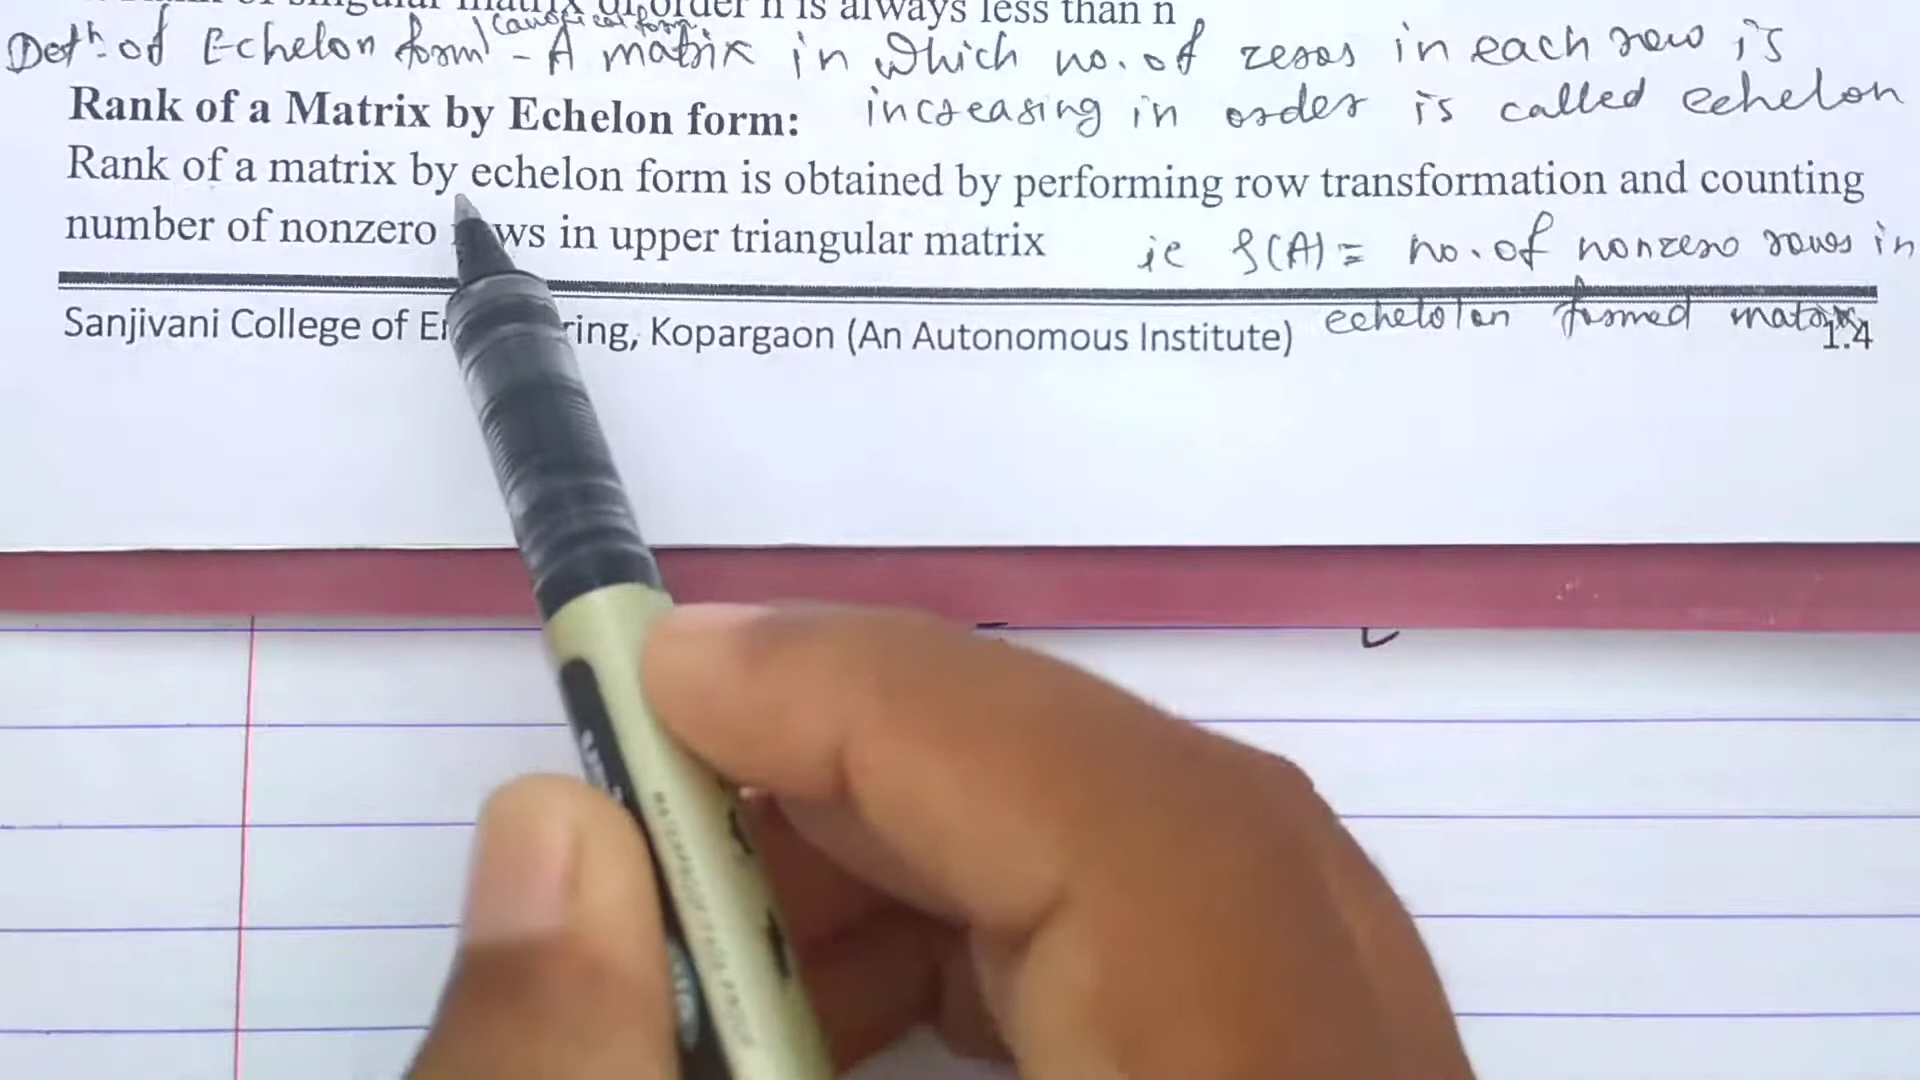 of singular matrix of order n is always less than n
Detⁿ. of Echelon form / Canonical form - A matrix in which no. of zeros in each row is
Rank of a Matrix by Echelon form: increasing in order is called echelon
Rank of a matrix by echelon form is obtained by performing row transformation and counting
number of nonzero ws in upper triangular matrix ie ρ(A) = no. of nonzero rows in
echelon formed matrix
Sanjivani College of E ring, Kopargaon (An Autonomous Institute) 1.4